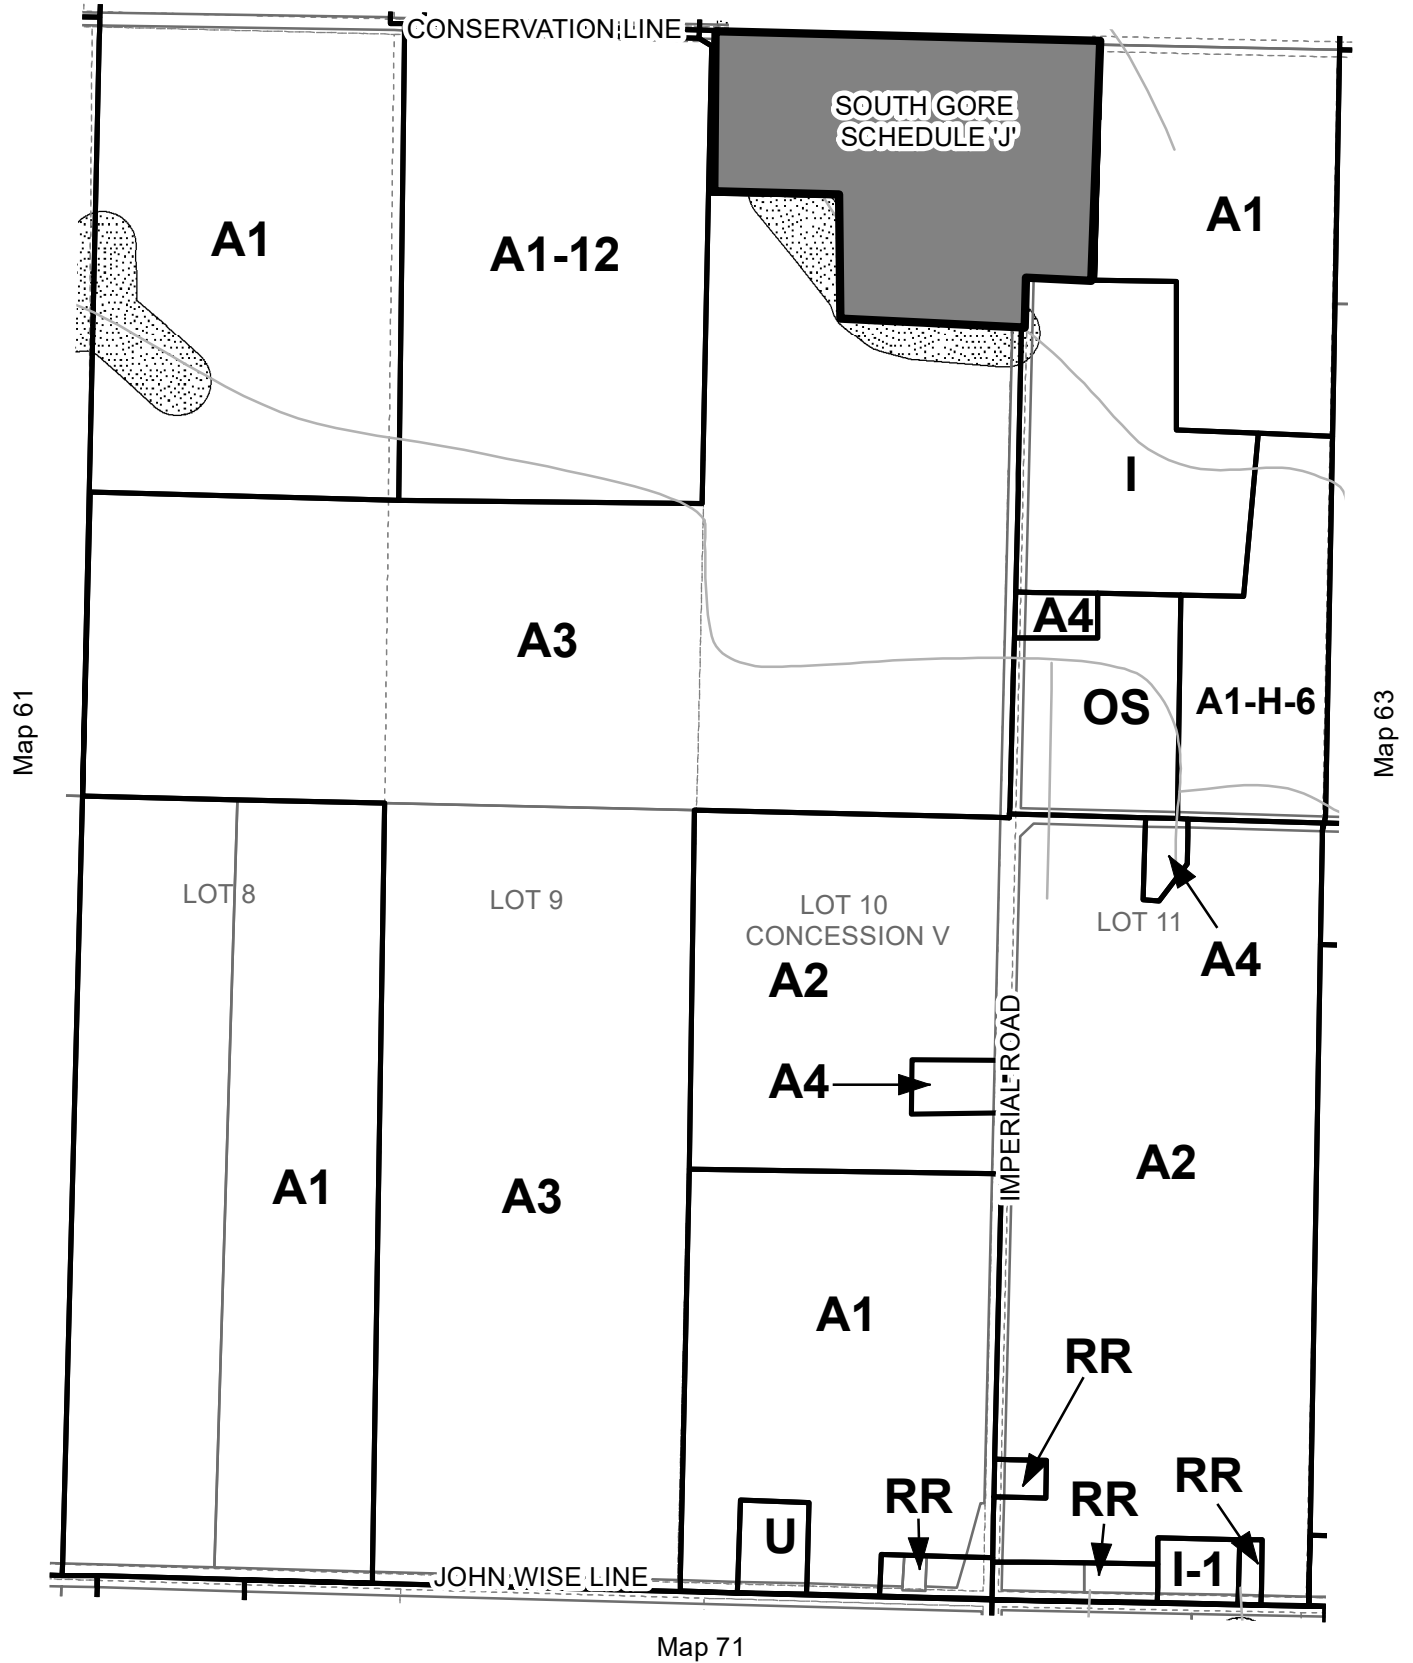 CONSERVATION LINE
SOUTH GORE
SCHEDULE 'J'
A1
A1
A1-12
I
A4
A3
Map 61
OS
A1-H-6
Map 63
LOT 8
LOT 9
LOT 10
CONCESSION V
LOT 11
A4
A2
A4
IMPERIAL ROAD
A2
A1
A3
A1
RR
RR
RR
RR
U
I-1
JOHN WISE LINE
Map 71